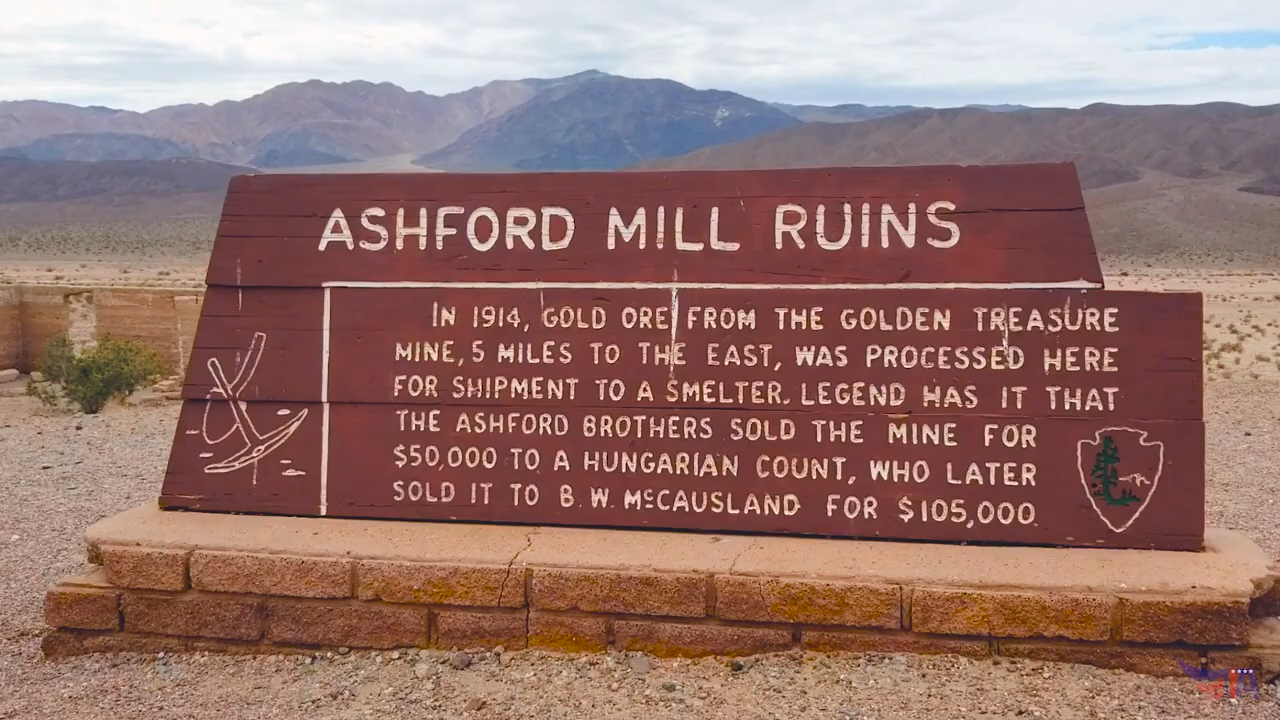 ASHFORD MILL RUINS
IN 1914, GOLD ORE FROM THE GOLDEN TREASURE
MINE, 5 MILES TO THE EAST, WAS PROCESSED HERE
FOR SHIPMENT TO A SMELTER. LEGEND HAS IT THAT
THE ASHFORD BROTHERS SOLD THE MINE FOR
$50,000 TO A HUNGARIAN COUNT, WHO LATER
SOLD IT TO B. W. McCAUSLAND FOR $105,000.